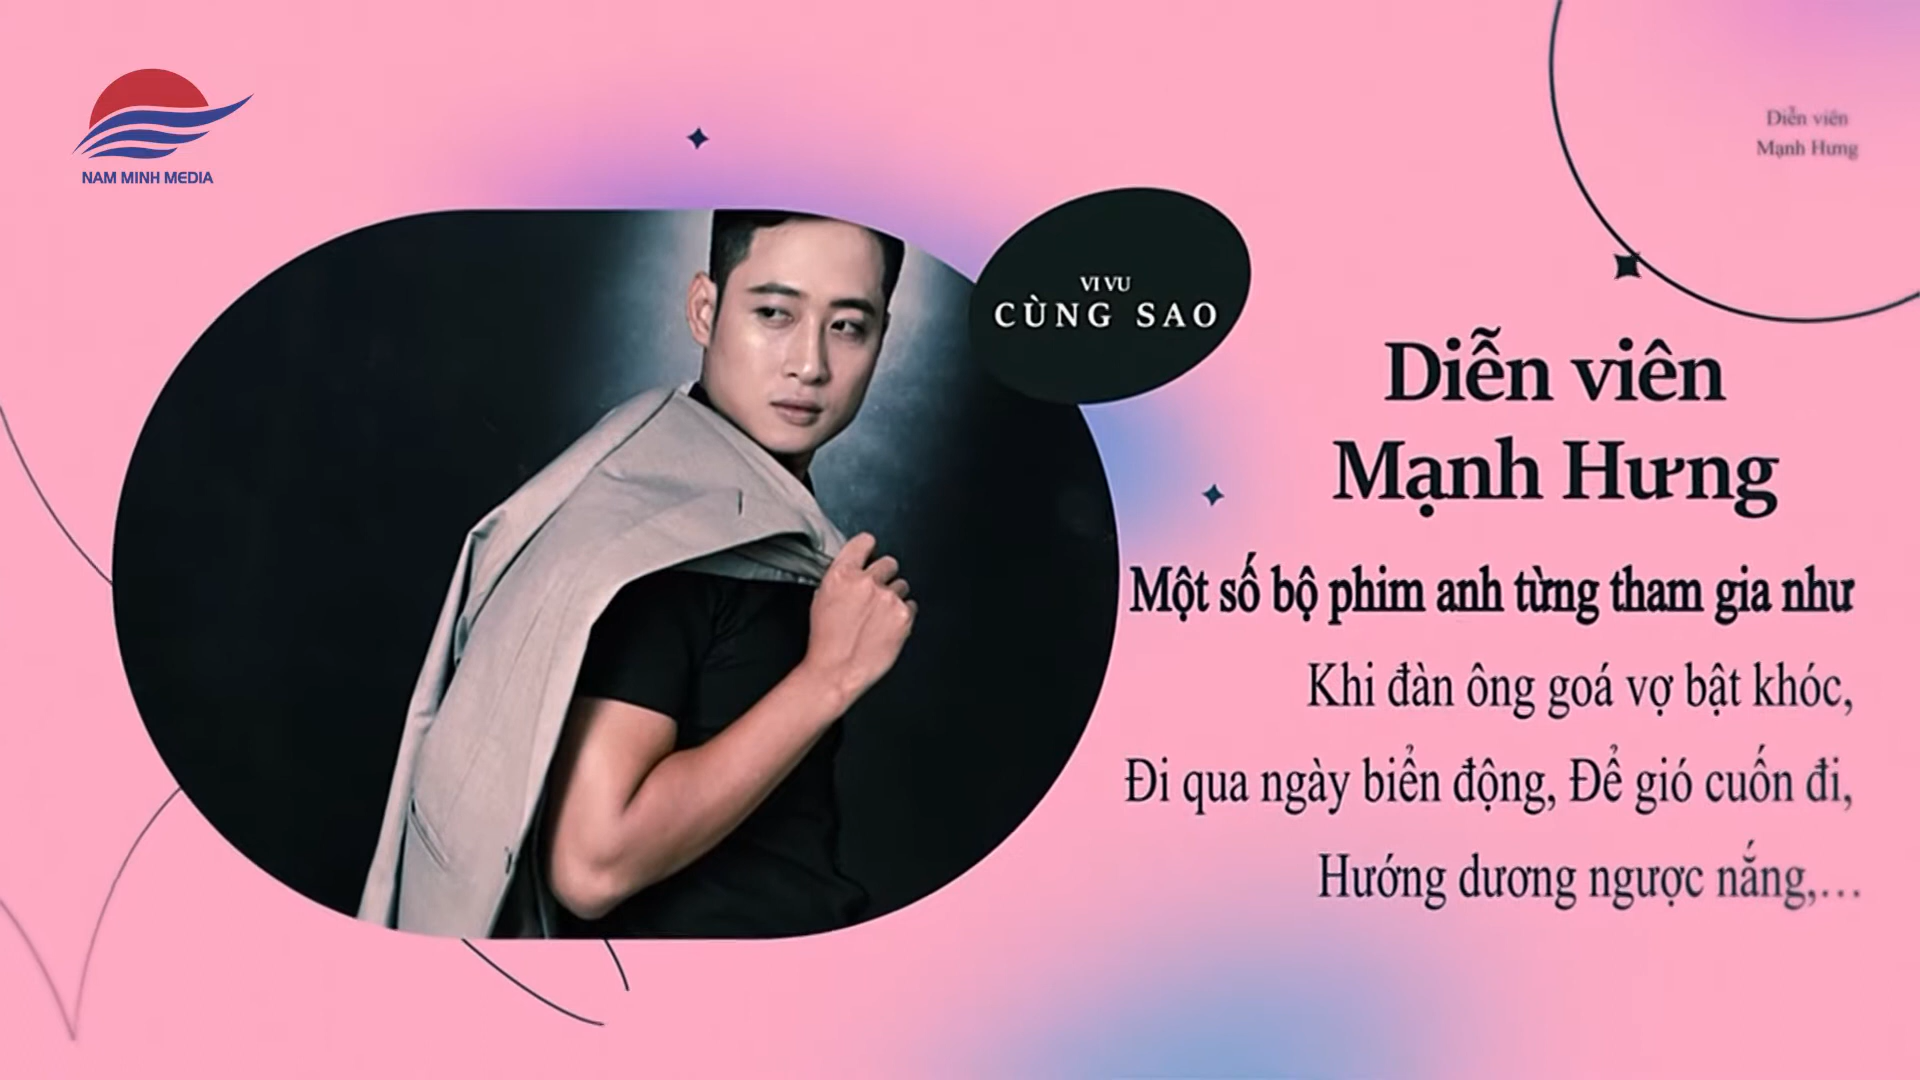 NAM MINH MEDIA
Diễn viên
Mạnh Hưng
VI VU
CÙNG SAO
Diễn viên
Mạnh Hưng
Một số bộ phim anh từng tham gia như
Khi đàn ông goá vợ bật khóc,
Đi qua ngày biển động, Để gió cuốn đi,
Hướng dương ngược nắng,...